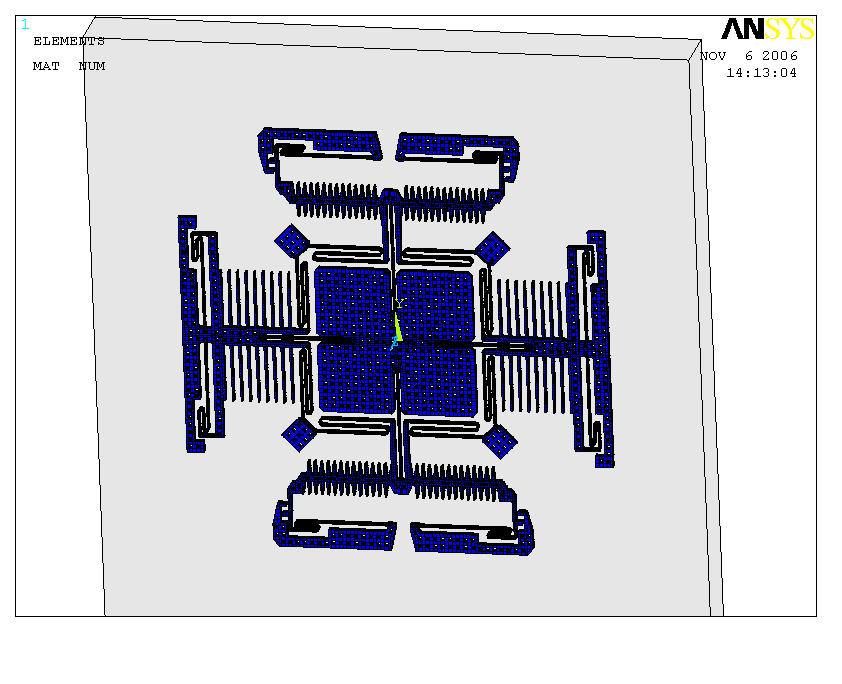 1
ELEMENTS
MAT NUM
ANSYS
NOV 6 2006
14:13:04